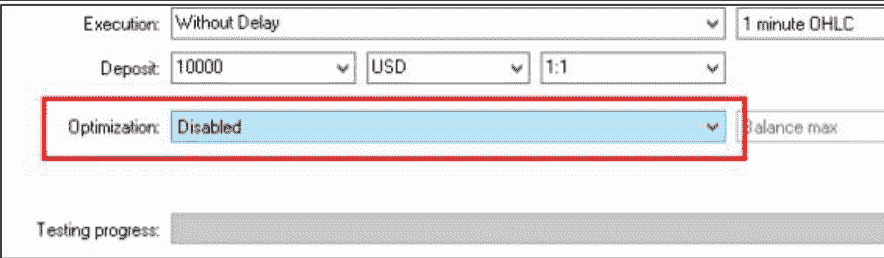 Execution: Without Delay 1 minute OHLC
Deposit: 10000 USD 1:1
Optimization: Disabled Balance max
Testing progress: